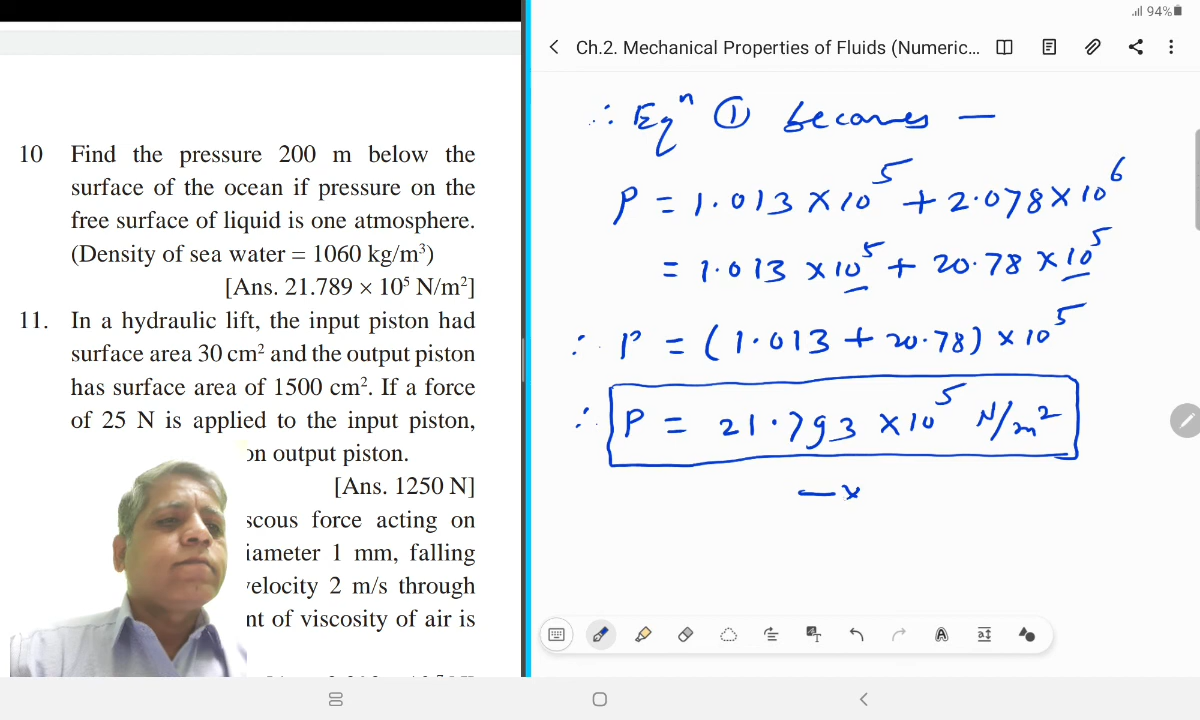 94%
Ch.2. Mechanical Properties of Fluids (Numeric...
10 Find the pressure 200 m below the
surface of the ocean if pressure on the
free surface of liquid is one atmosphere.
(Density of sea water = 1060 kg/m³)
[Ans. 21.789 × 10⁵ N/m²]
11. In a hydraulic lift, the input piston had
surface area 30 cm² and the output piston
has surface area of 1500 cm². If a force
of 25 N is applied to the input piston,
on output piston.
[Ans. 1250 N]
scous force acting on
iameter 1 mm, falling
velocity 2 m/s through
nt of viscosity of air is
∴ Eqⁿ ① becomes —
P = 1.013 × 10⁵ + 2.078 × 10⁶
= 1.013 × 10⁵ + 20.78 × 10⁵
∴ P = (1.013 + 20.78) × 10⁵
∴ P = 21.793 × 10⁵ N/m²
— x